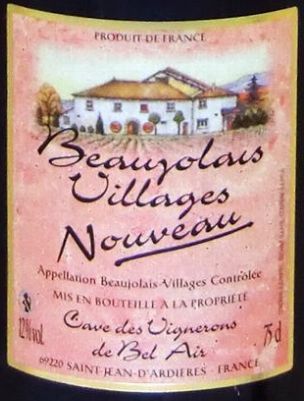 PRODUIT DE FRANCE
Beaujolais
Villages
Nouveau
Appellation Beaujolais-Villages Contrôlée
MIS EN BOUTEILLE A LA PROPRIÉTÉ
12%vol.
Cave des Vignerons
75 cl
de Bel Air
69220 SAINT-JEAN-D'ARDIERES - FRANCE